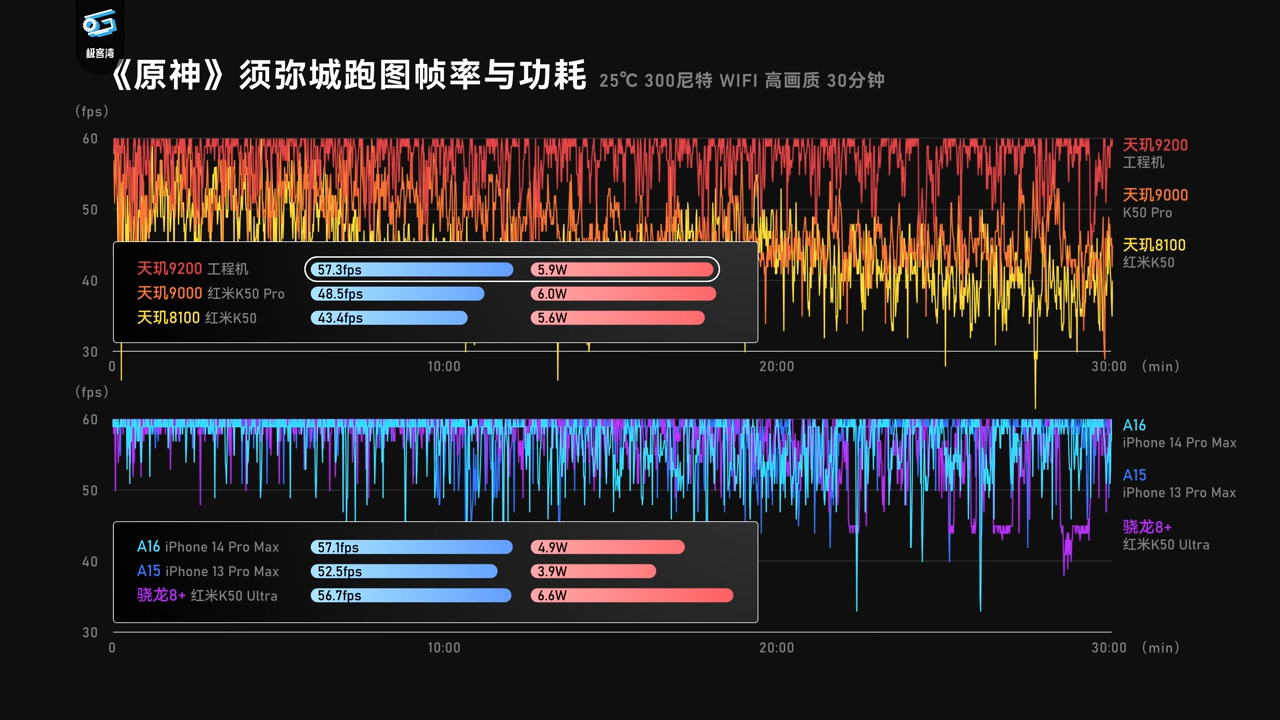 极客湾
《原神》须弥城跑图帧率与功耗 25℃ 300尼特 WIFI 高画质 30分钟
(fps)
60
50
40
30
天玑9200
工程机
天玑9000
K50 Pro
天玑8100
红米K50
天玑9200 工程机 57.3fps 5.9W
天玑9000 红米K50 Pro 48.5fps 6.0W
天玑8100 红米K50 43.4fps 5.6W
0 10:00 20:00 30:00 (min)
(fps)
60
50
40
30
A16
iPhone 14 Pro Max
A15
iPhone 13 Pro Max
骁龙8+
红米K50 Ultra
A16 iPhone 14 Pro Max 57.1fps 4.9W
A15 iPhone 13 Pro Max 52.5fps 3.9W
骁龙8+ 红米K50 Ultra 56.7fps 6.6W
0 10:00 20:00 30:00 (min)